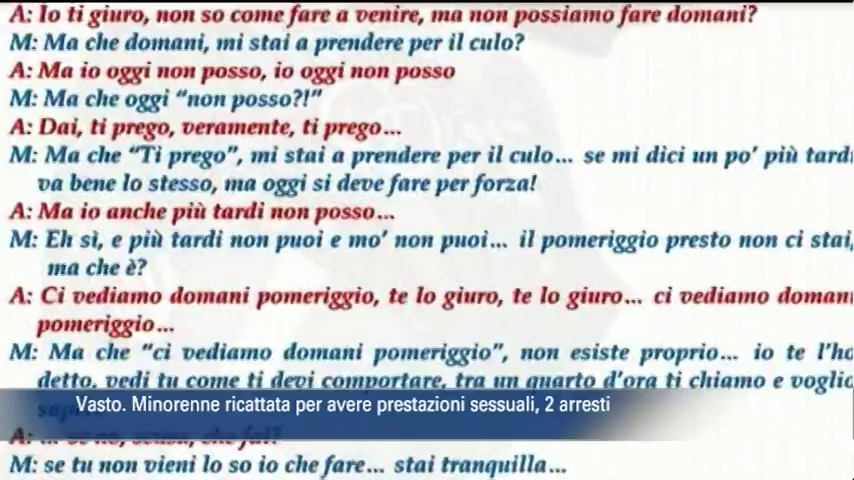 A: Io ti giuro, non so come fare a venire, ma non possiamo fare domani?
M: Ma che domani, mi stai a prendere per il culo?
A: Ma io oggi non posso, io oggi non posso
M: Ma che oggi “non posso?!”
A: Dai, ti prego, veramente, ti prego...
M: Ma che “Ti prego”, mi stai a prendere per il culo... se mi dici un po’ più tardi
va bene lo stesso, ma oggi si deve fare per forza!
A: Ma io anche più tardi non posso...
M: Eh sì, e più tardi non puoi e mo’ non puoi... il pomeriggio presto non ci stai,
ma che è?
A: Ci vediamo domani pomeriggio, te lo giuro, te lo giuro... ci vediamo domani
pomeriggio...
M: Ma che “ci vediamo domani pomeriggio”, non esiste proprio... io te l’ho
detto, vedi tu come ti devi comportare, tra un quarto d’ora ti chiamo e voglio
Vasto. Minorenne ricattata per avere prestazioni sessuali, 2 arresti
A: ... se no, scusa, che fai?
M: se tu non vieni lo so io che fare... stai tranquilla...